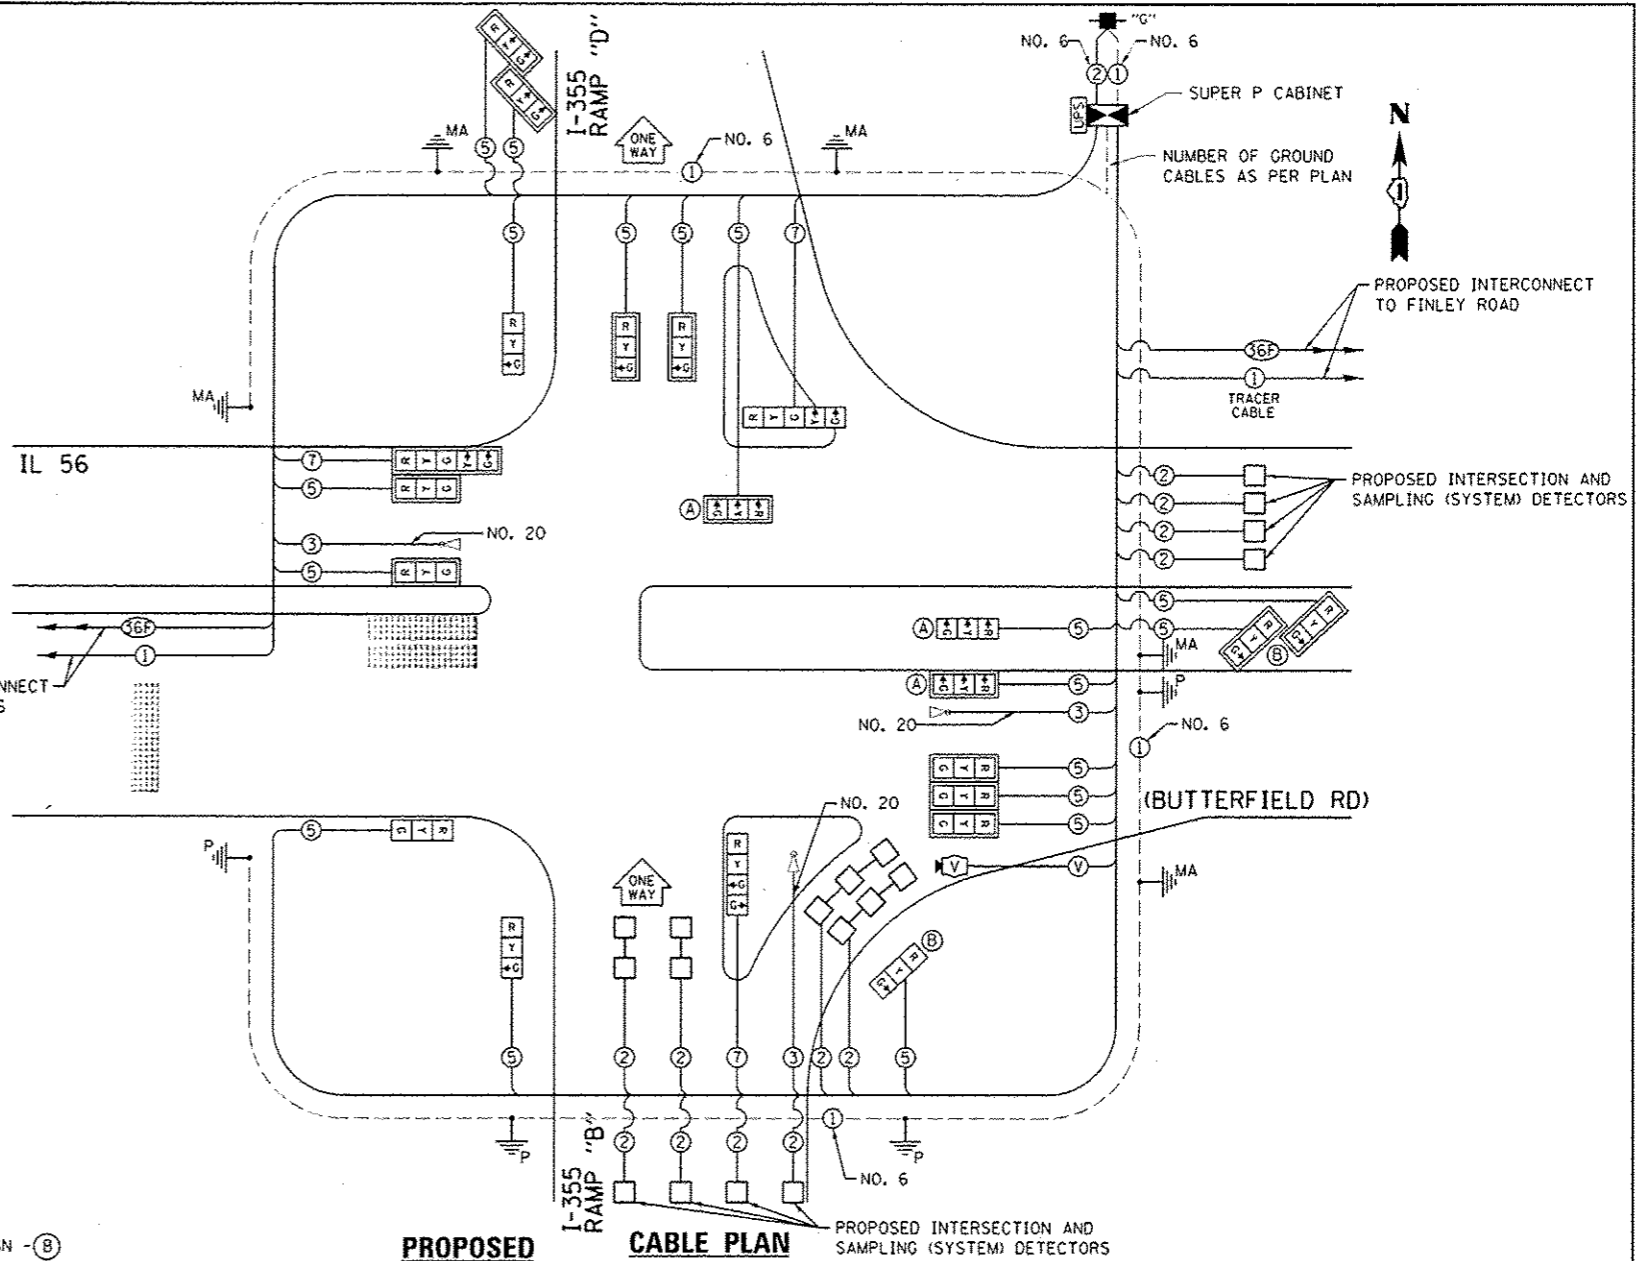 "G"
NO. 6
NO. 6
2 1
UPS
SUPER P CABINET
N
1
NUMBER OF GROUND
CABLES AS PER PLAN
R Y G
R Y G
I-355
RAMP "D"
MA
5 5
ONE
WAY
NO. 6
1
MA
5 5 5 5 7
R Y G
R Y G
R Y G
R Y G Y G
PROPOSED INTERCONNECT
TO FINLEY ROAD
36F
1
TRACER
CABLE
MA
IL 56
7 R Y G Y G
5 R Y G
3 NO. 20
5 R Y G
A G Y R
2
2
2
2
PROPOSED INTERSECTION AND
SAMPLING (SYSTEM) DETECTORS
36F
1
NNECT
S
5
A G Y R 5 5
R Y G
R Y G
B
MA
A G Y R 5
P
NO. 20 3
NO. 6
1
G Y R 5
G Y R 5
G Y R 5
(BUTTERFIELD RD)
NO. 20
5 G Y R
P
V V
MA
ONE
WAY
R Y G G
R Y G
R Y G B
5 2 2 7 3 2 2 5
1
P
2 2 2 2
P
NO. 6
I-355
RAMP "B"
PROPOSED INTERSECTION AND
SAMPLING (SYSTEM) DETECTORS
N - B
PROPOSED CABLE PLAN